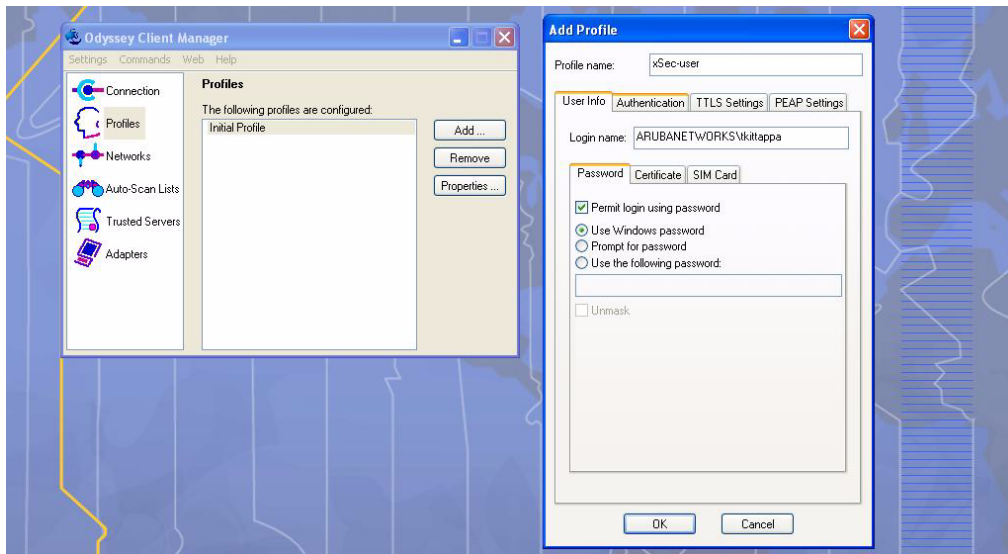 Odyssey Client Manager
Settings Commands Web Help
Connection
Profiles
Networks
Auto-Scan Lists
Trusted Servers
Adapters
Profiles
The following profiles are configured:
Initial Profile
Add ...
Remove
Properties ...
Add Profile
Profile name: xSec-user
User Info Authentication TTLS Settings PEAP Settings
Login name: ARUBANETWORKS\tkittappa
Password Certificate SIM Card
Permit login using password
Use Windows password
Prompt for password
Use the following password:
Unmask
OK Cancel